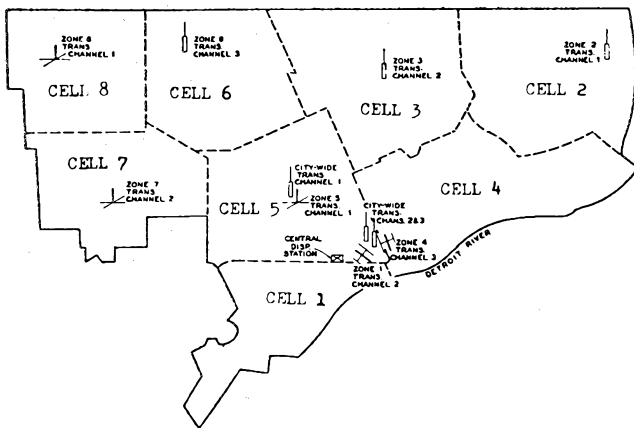 ZONE 8
TRANS
CHANNEL 1
CELL 8
ZONE 6
TRANS
CHANNEL 3
CELL 6
ZONE 3
TRANS-
CHANNEL 2
CELL 3
ZONE 2
TRANS.
CHANNEL 1
CELL 2
CELL 7
ZONE 7
TRANS
CHANNEL 2
CITY-WIDE
TRANS
CHANNEL 1
CELL 5
ZONE 5
TRANS
CHANNEL 1
CELL 4
CITY-WIDE
TRANS-
CHANS. 2&3
ZONE 4
TRANS
CHANNEL 3
CENTRAL
DISP
STATION
ZONE 1
TRANS
CHANNEL 2
DETROIT RIVER
CELL 1